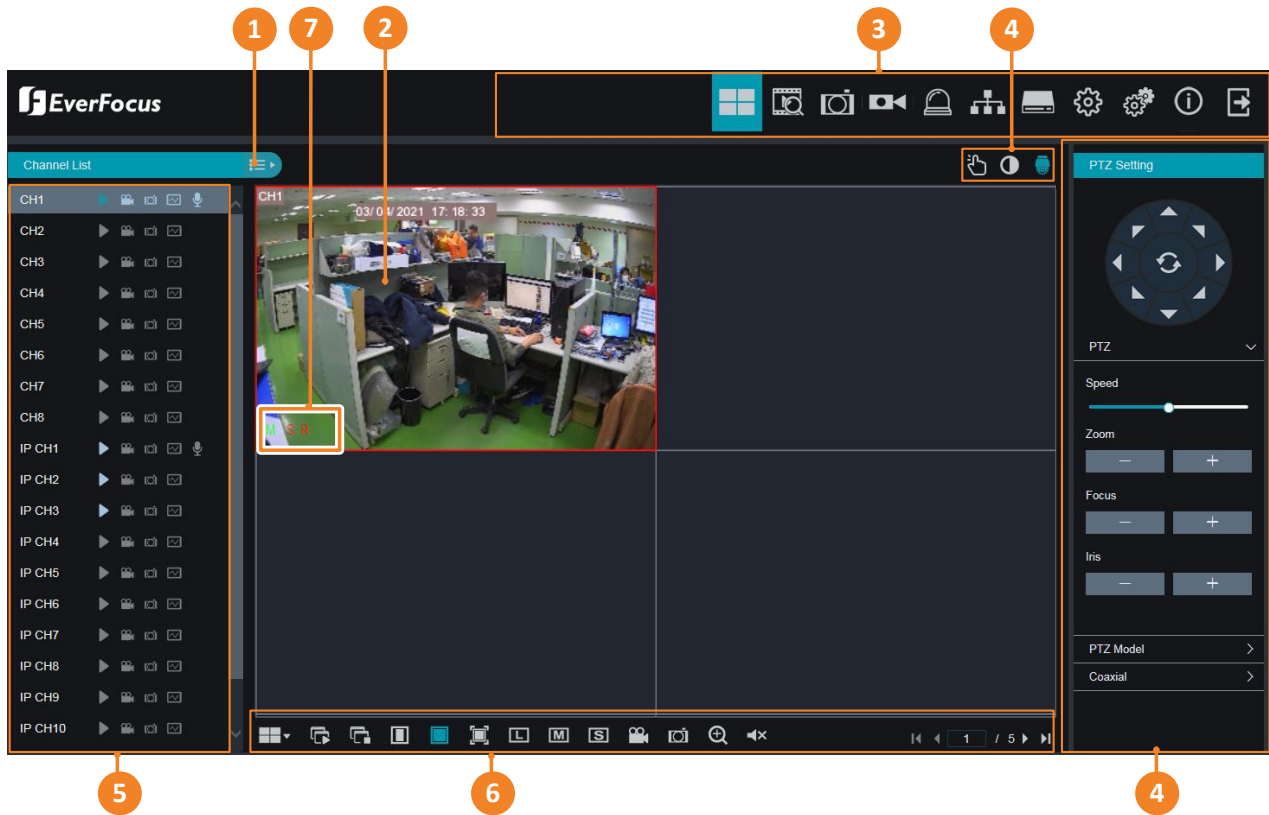 1 7 2 3 4
EverFocus
Channel List
PTZ Setting
CH1
CH2
CH3
CH4
CH5
CH6
CH7
CH8
IP CH1
IP CH2
IP CH3
IP CH4
IP CH5
IP CH6
IP CH7
IP CH8
IP CH9
IP CH10
CH1
03/04/2021 17:18:33
M S R
L M S
1 / 5
PTZ
Speed
Zoom
− +
Focus
− +
Iris
− +
PTZ Model
Coaxial
5 6 4